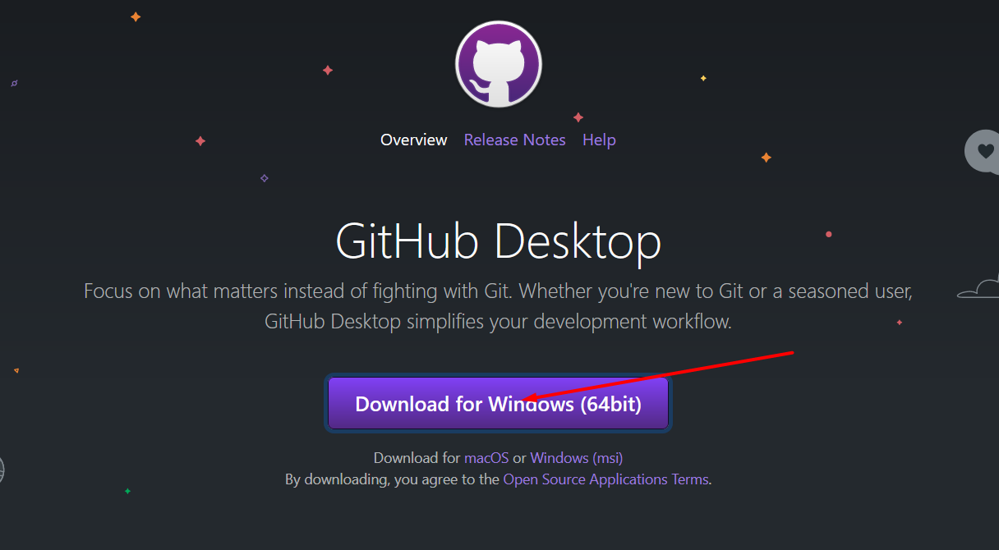 Overview Release Notes Help
GitHub Desktop
Focus on what matters instead of fighting with Git. Whether you're new to Git or a seasoned user,
GitHub Desktop simplifies your development workflow.
Download for Windows (64bit)
Download for macOS or Windows (msi)
By downloading, you agree to the Open Source Applications Terms.